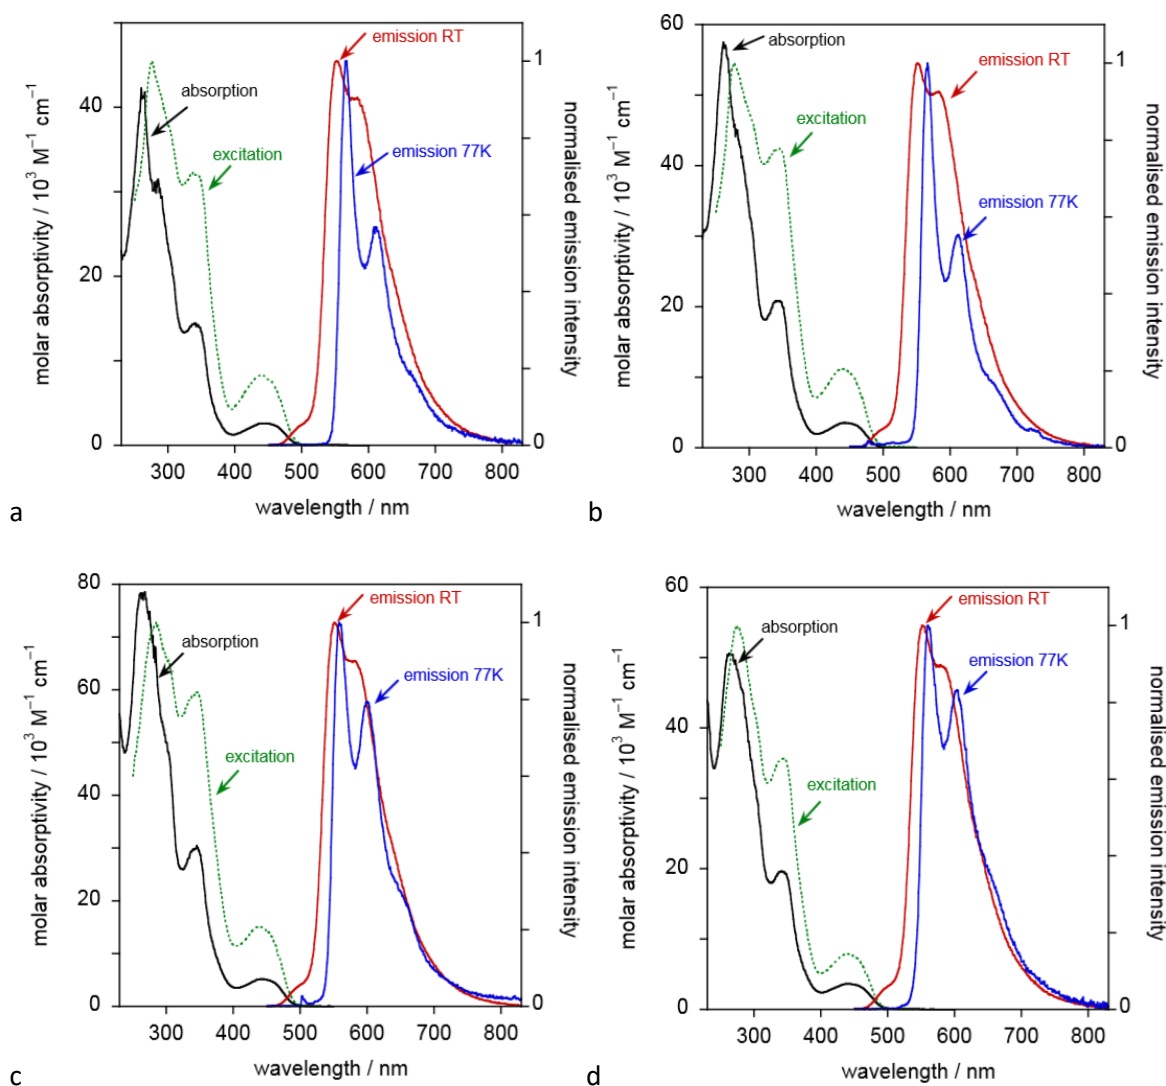 emission RT
1
absorption
excitation
emission 77K
40
20
0
0
300 400 500 600 700 800
wavelength / nm
molar absorptivity / 10³ M⁻¹ cm⁻¹
normalised emission intensity
a
60
absorption
emission RT
1
excitation
emission 77K
40
20
0
0
300 400 500 600 700 800
wavelength / nm
molar absorptivity / 10³ M⁻¹ cm⁻¹
normalised emission intensity
b
80
emission RT
1
absorption
emission 77K
60
excitation
40
20
0
0
300 400 500 600 700 800
wavelength / nm
molar absorptivity / 10³ M⁻¹ cm⁻¹
normalised emission intensity
c
60
emission RT
1
absorption
emission 77K
40
excitation
20
0
0
300 400 500 600 700 800
wavelength / nm
molar absorptivity / 10³ M⁻¹ cm⁻¹
normalised emission intensity
d